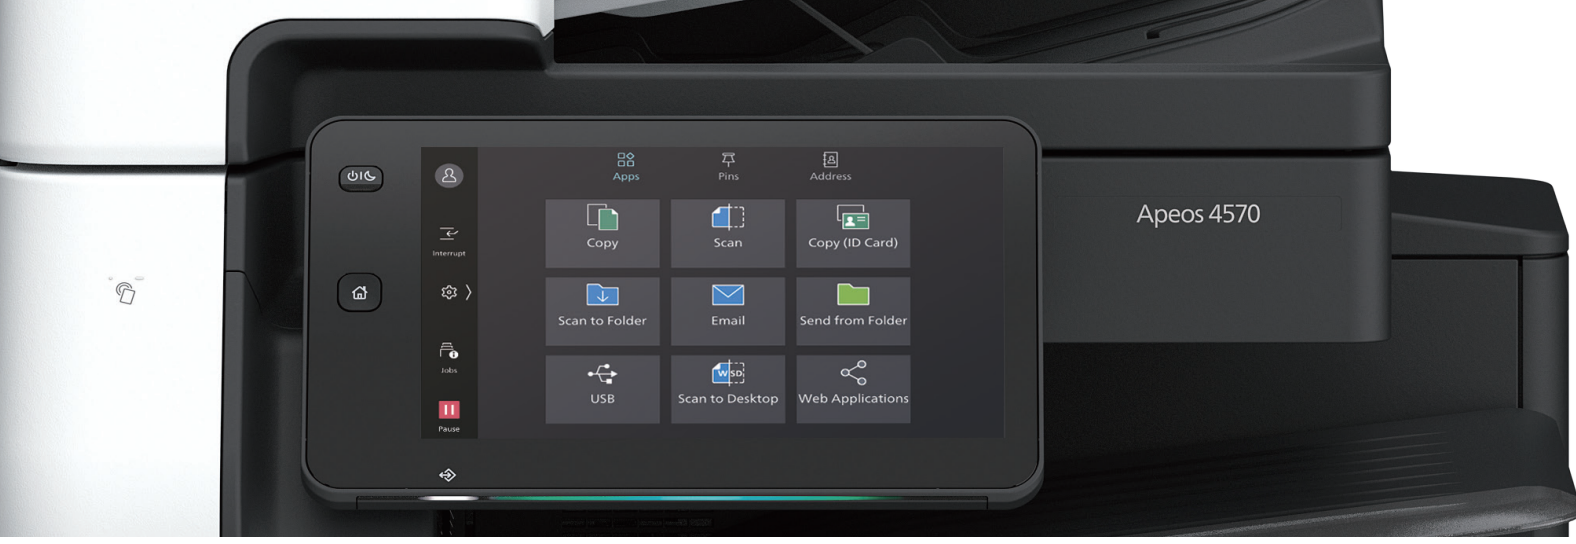 Apps
Pins
Address
Interrupt
Copy
Scan
Copy (ID Card)
Apeos 4570
Scan to Folder
Email
Send from Folder
Jobs
USB
WSD
Scan to Desktop
Web Applications
Pause